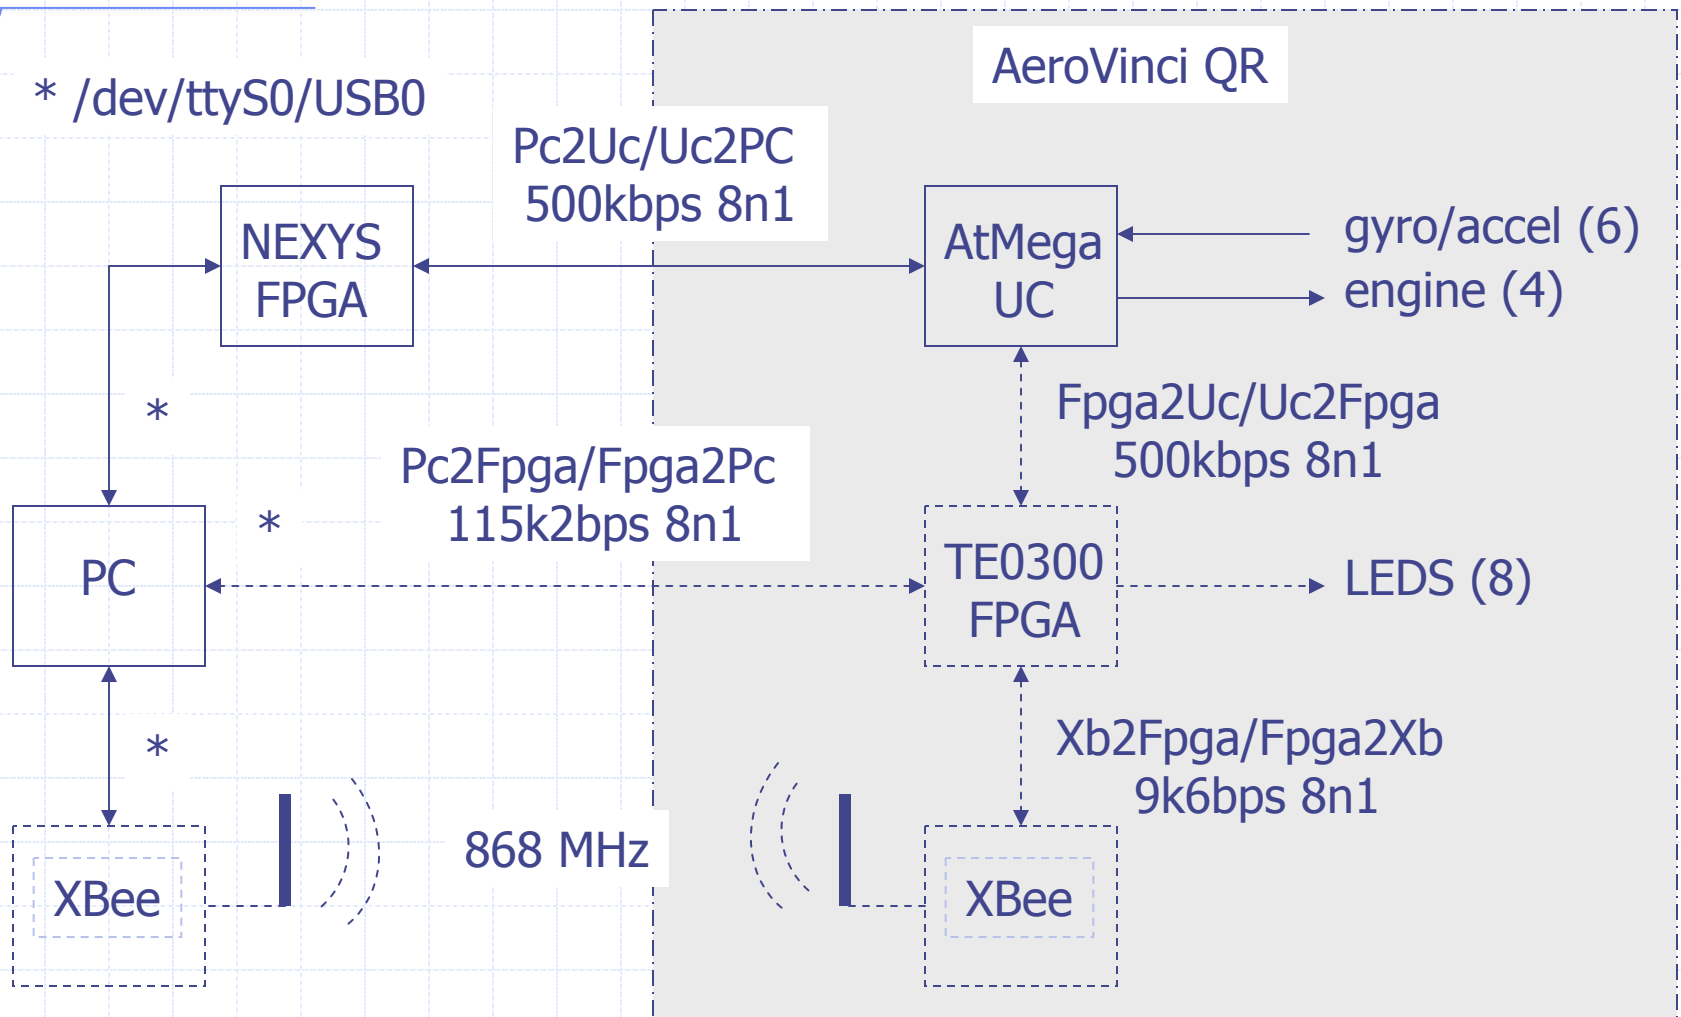 AeroVinci QR
* /dev/ttyS0/USB0
Pc2Uc/Uc2PC
500kbps 8n1
NEXYS
FPGA
AtMega
UC
gyro/accel (6)
engine (4)
*
Fpga2Uc/Uc2Fpga
500kbps 8n1
Pc2Fpga/Fpga2Pc
115k2bps 8n1
*
PC
TE0300
FPGA
LEDS (8)
*
Xb2Fpga/Fpga2Xb
9k6bps 8n1
868 MHz
XBee
XBee